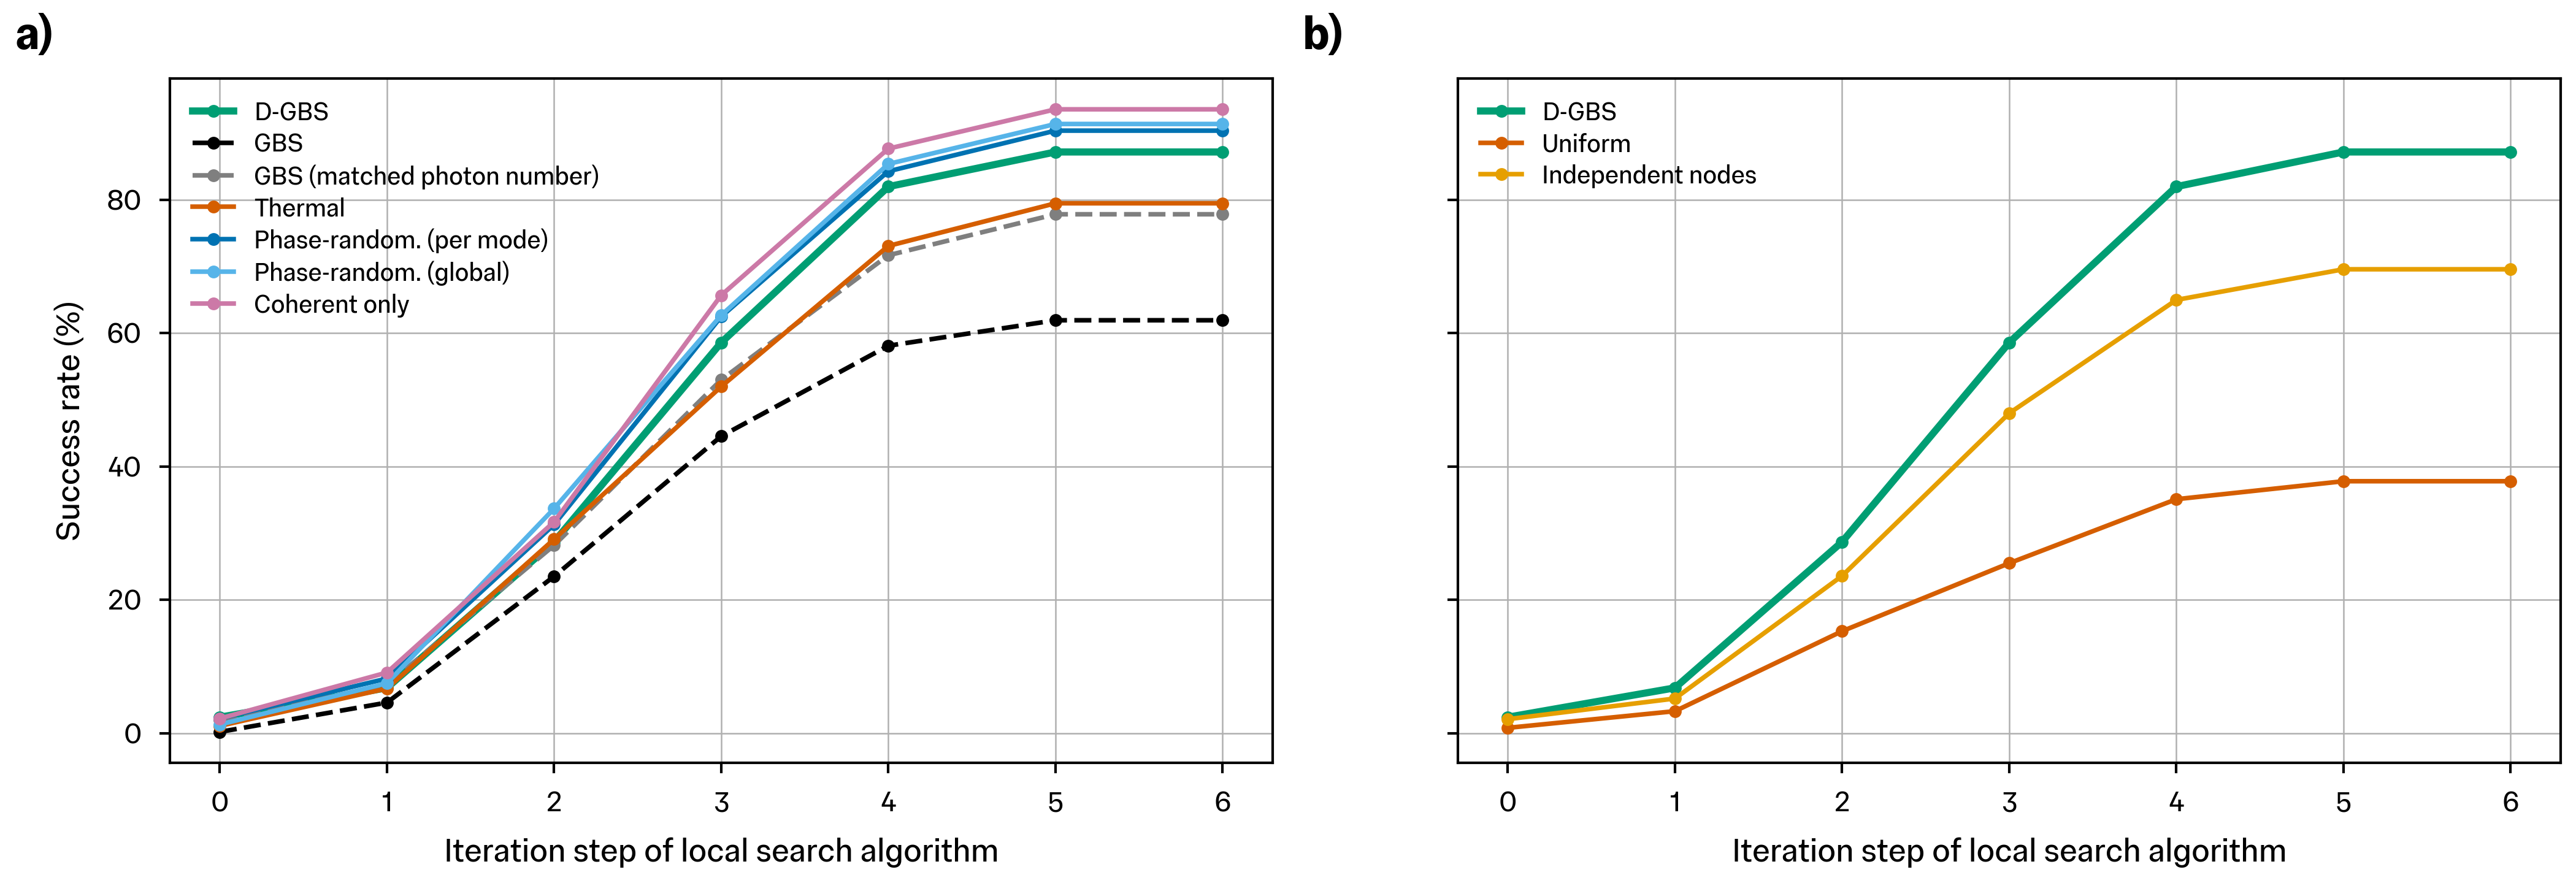 a)
D-GBS
GBS
GBS (matched photon number)
Thermal
Phase-random. (per mode)
Phase-random. (global)
Coherent only
Success rate (%)
80
60
40
20
0
0 1 2 3 4 5 6
Iteration step of local search algorithm
b)
D-GBS
Uniform
Independent nodes
0 1 2 3 4 5 6
Iteration step of local search algorithm